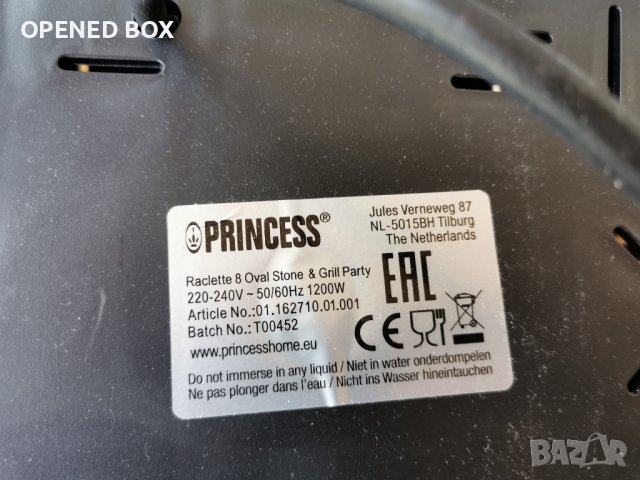 OPENED BOX
PRINCESS®
Jules Verneweg 87
NL-5015BH Tilburg
The Netherlands
Raclette 8 Oval Stone & Grill Party
220-240V ~ 50/60Hz 1200W
Article No.:01.162710.01.001
Batch No.: T00452
www.princesshome.eu
EAC
CE
Do not immerse in any liquid / Niet in water onderdompelen
Ne pas plonger dans l'eau / Nicht ins Wasser hineintauchen
BAZAR